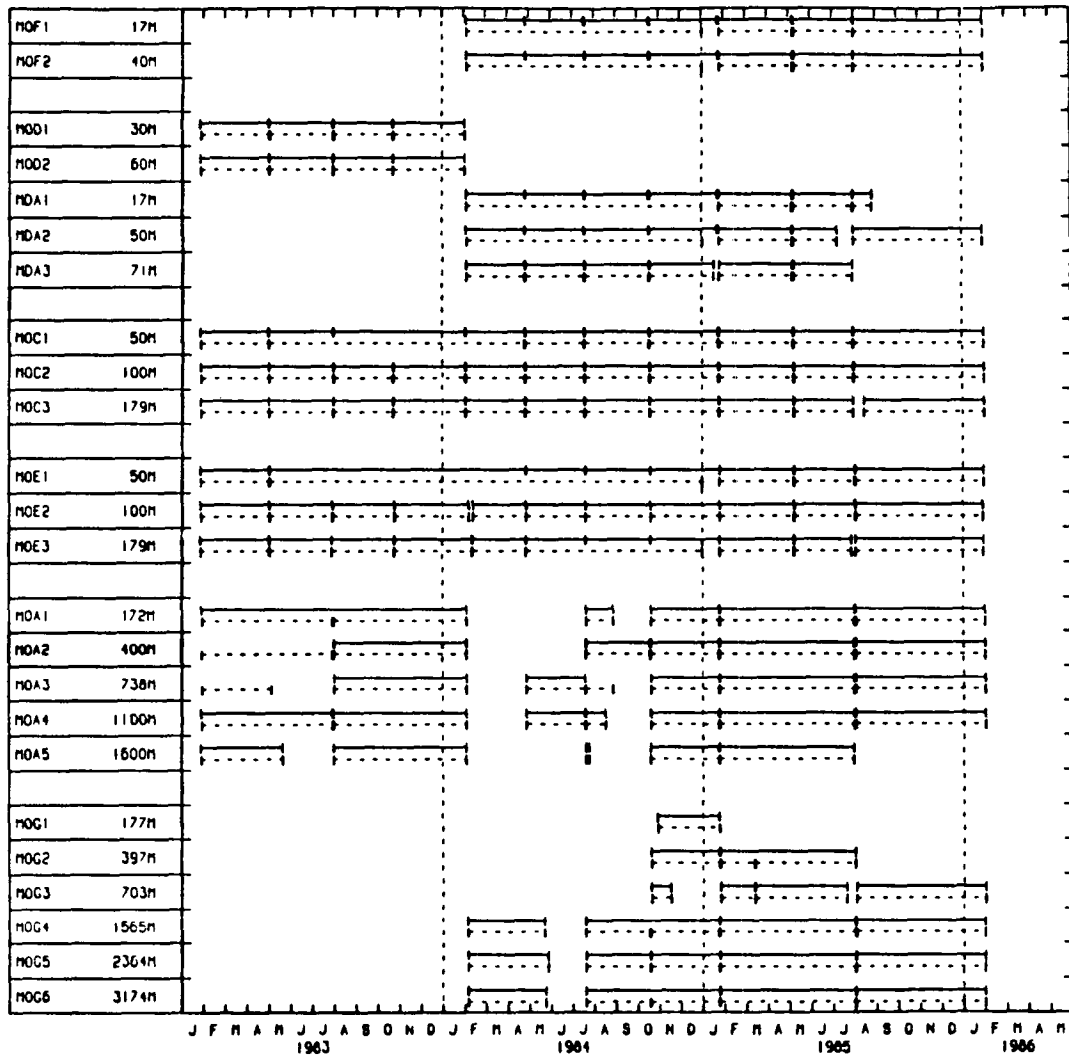 MOF1 17M
MOF2 40M
MOD1 30M
MOD2 60M
MDA1 17M
MDA2 50M
MDA3 71M
MOC1 50M
MOC2 100M
MOC3 179M
MOE1 50M
MOE2 100M
MOE3 179M
MOA1 172M
MOA2 400M
MOA3 738M
MOA4 1100M
MOA5 1600M
MOG1 177M
MOG2 397M
MOG3 703M
MOG4 1565M
MOG5 2364M
MOG6 3174M
J F M A M J J A S O N D J F M A M J J A S O N D J F M A M J J A S O N D J F M A M
1983 1984 1985 1986